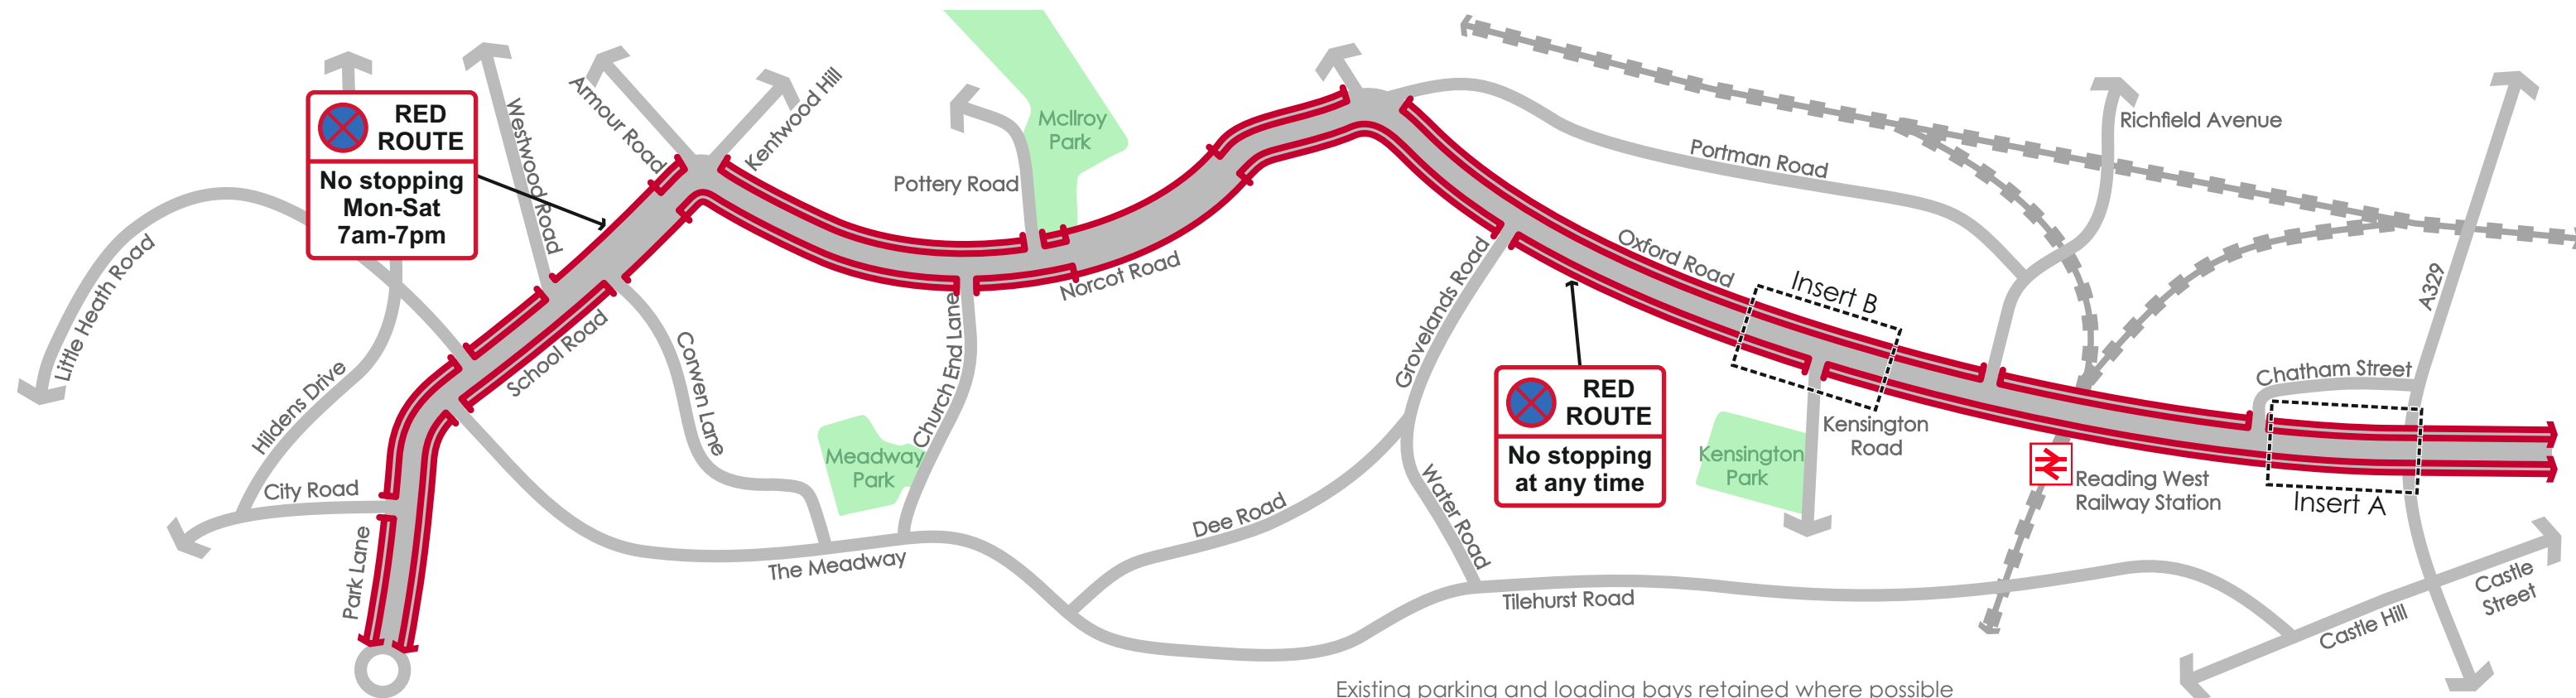 RED
ROUTE
No stopping
Mon-Sat
7am-7pm
Little Heath Road
Hildens Drive
City Road
Park Lane
Westwood Road
Armour Road
Kentwood Hill
School Road
Corwen Lane
Pottery Road
McIlroy
Park
Norcot Road
Church End Lane
Meadway
Park
The Meadway
Dee Road
Grovelands Road
Water Road
Tilehurst Road
RED
ROUTE
No stopping
at any time
Oxford Road
Portman Road
Insert B
Kensington
Park
Kensington
Road
Richfield Avenue
Reading West
Railway Station
Chatham Street
A329
Insert A
Castle Hill
Castle
Street
Existing parking and loading bays retained where possible